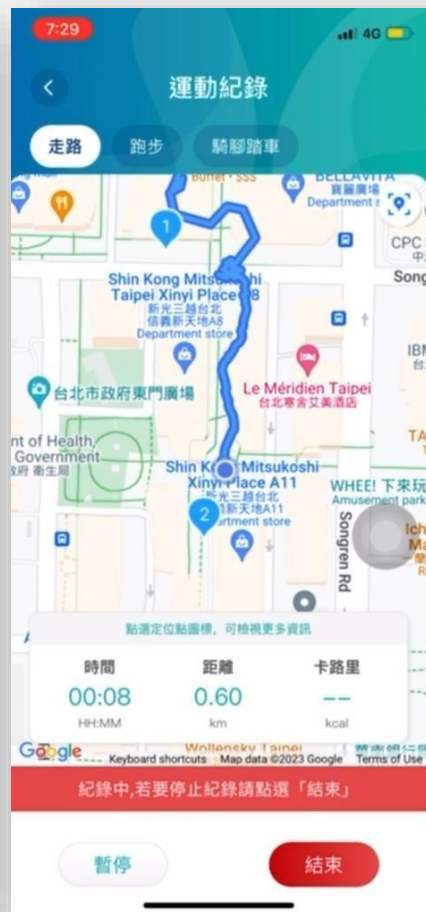 7:29
4G
運動紀錄
走路
跑步
騎腳踏車
Buffet · $$$
BELLAVITA
寶麗廣場
Department
CPC
1
Shin Kong Mitsukoshi
Taipei Xinyi Place
新光三越台北
信義新天地A8
Department store
Song
IBM
台北市政府東門廣場
Le Méridien Taipei
台北寒舍艾美酒店
nt of Health,
Government
衛生局
Shin Kong Mitsukoshi
Xinyi Place A11
新光三越台北
新天地A11
2
WHEE! 下來玩
Amusement park
Songren Rd
點選定位點圖標，可檢視更多資訊
時間
00:08
HH:MM
距離
0.60
km
卡路里
--
kcal
Google
Wollensky Taipei
Keyboard shortcuts
Map data ©2023 Google
Terms of Use
紀錄中,若要停止紀錄請點選「結束」
暫停
結束